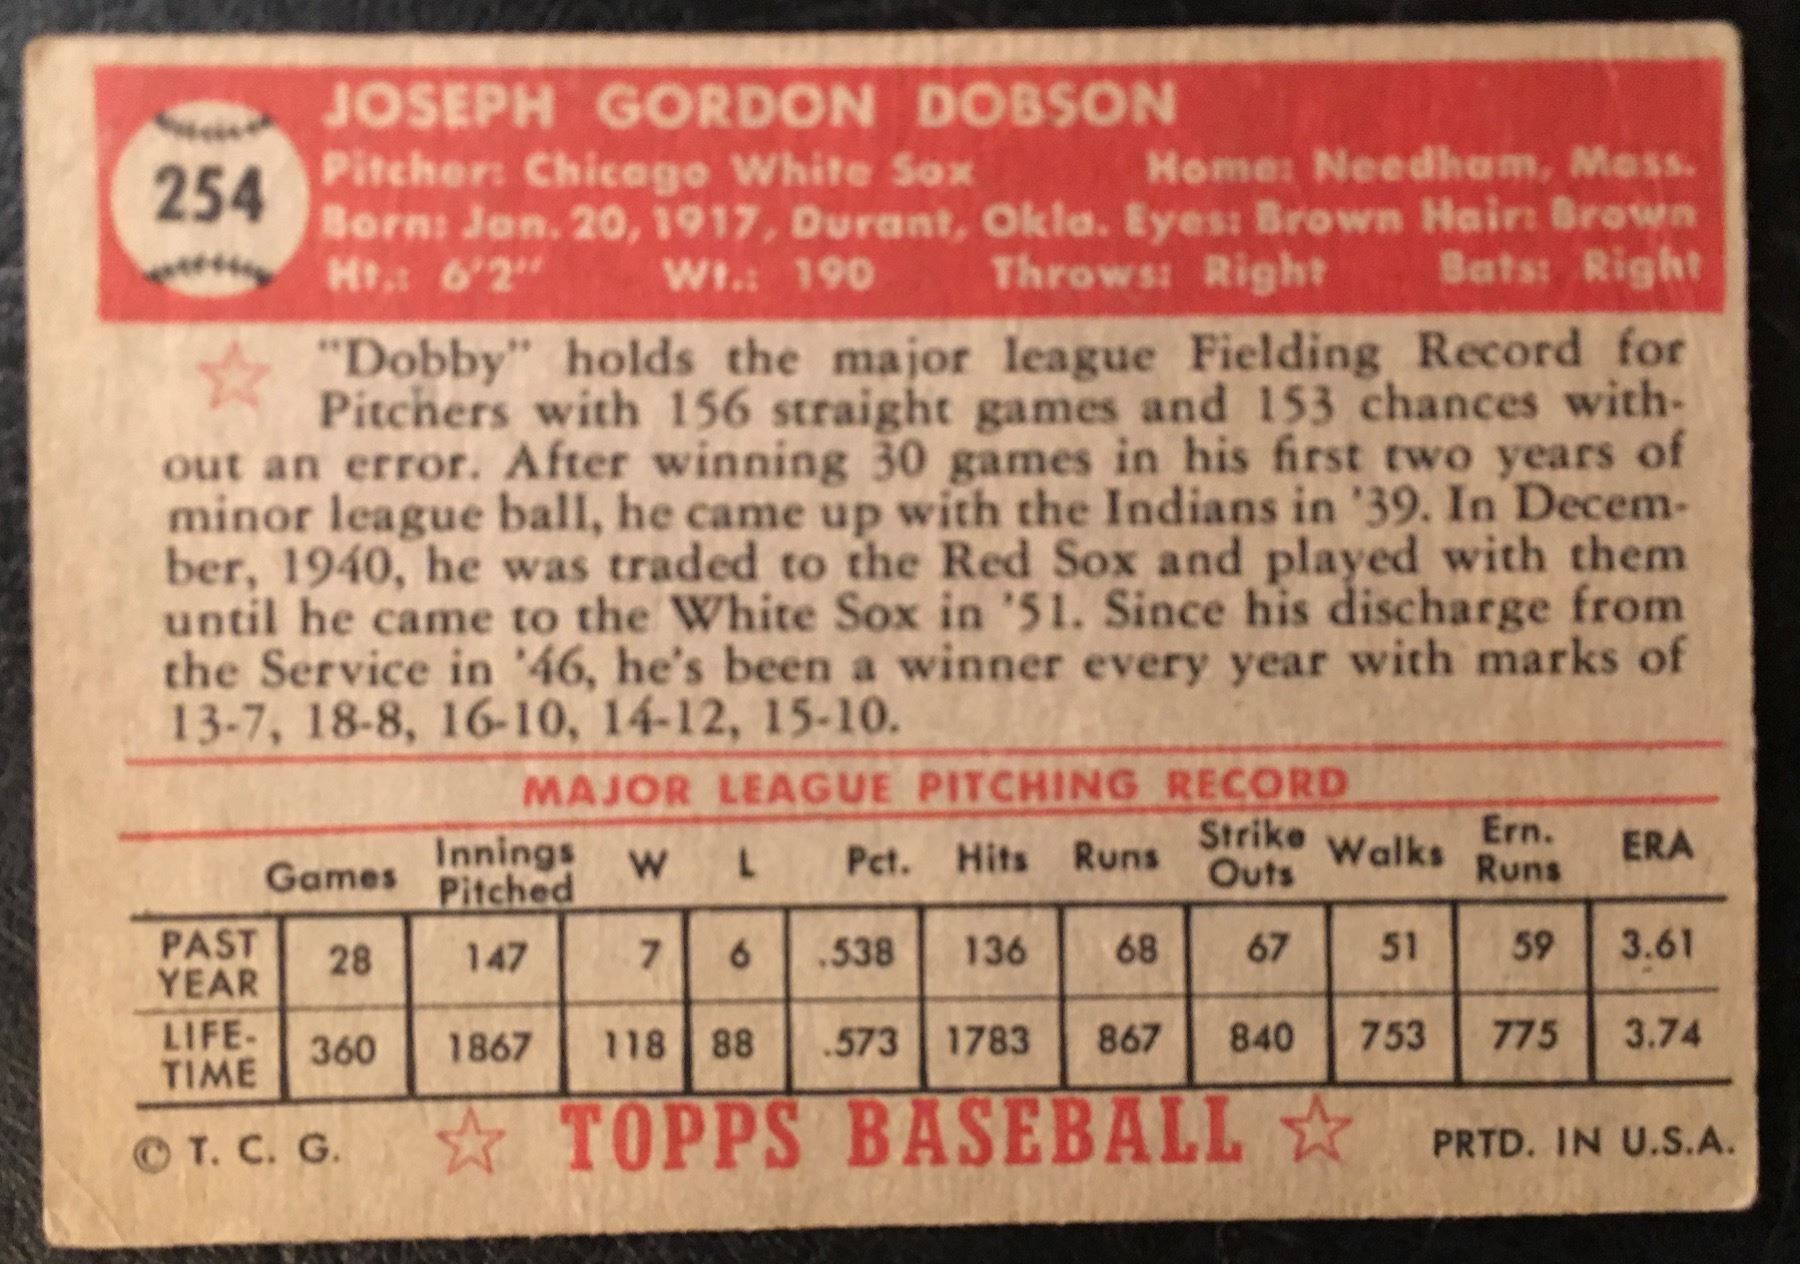 254
JOSEPH GORDON DOBSON
Pitcher: Chicago White Sox Home: Needham, Mass.
Born: Jan. 20, 1917, Durant, Okla. Eyes: Brown Hair: Brown
Ht.: 6'2" Wt.: 190 Throws: Right Bats: Right
"Dobby" holds the major league Fielding Record for
Pitchers with 156 straight games and 153 chances with-
out an error. After winning 30 games in his first two years of
minor league ball, he came up with the Indians in '39. In Decem-
ber, 1940, he was traded to the Red Sox and played with them
until he came to the White Sox in '51. Since his discharge from
the Service in '46, he's been a winner every year with marks of
13-7, 18-8, 16-10, 14-12, 15-10.
MAJOR LEAGUE PITCHING RECORD
Games Innings Pitched W L Pct. Hits Runs Strike Outs Walks Ern. Runs ERA
PAST YEAR 28 147 7 6 .538 136 68 67 51 59 3.61
LIFE-TIME 360 1867 118 88 .573 1783 867 840 753 775 3.74
© T. C. G. TOPPS BASEBALL PRTD. IN U.S.A.